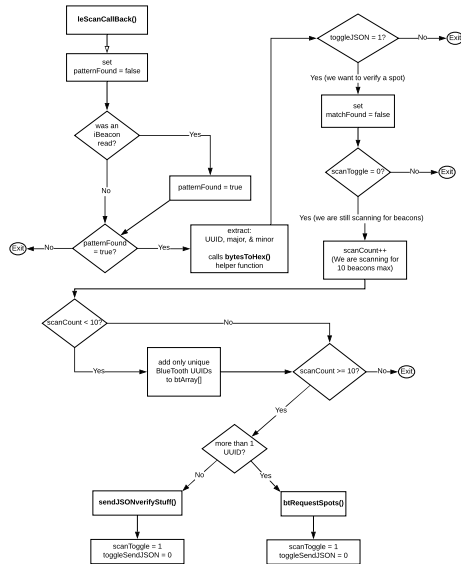 leScanCallBack()
set
patternFound = false
was an
iBeacon
read?
Yes
No
patternFound = true
patternFound
= true?
Exit
No
Yes
extract:
UUID, major, & minor
calls bytesToHex()
helper function
toggleJSON = 1?
No
Exit
Yes (we want to verify a spot)
set
matchFound = false
scanToggle = 0?
No
Exit
Yes (we are still scanning for beacons)
scanCount++
(We are scanning for
10 beacons max)
scanCount < 10?
No
Yes
add only unique
BlueTooth UUIDs
to btArray[]
scanCount >= 10?
No
Exit
Yes
more than 1
UUID?
No
Yes
sendJSONverifyStuff()
btRequestSpots()
scanToggle = 1
toggleSendJSON = 0
scanToggle = 1
toggleSendJSON = 0